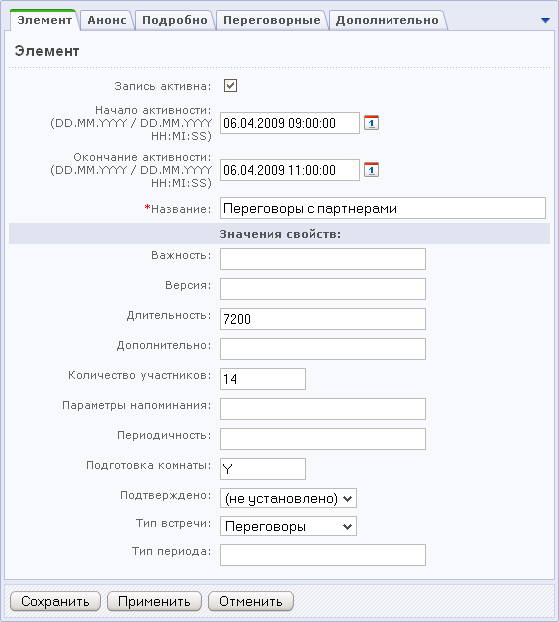 Элемент Анонс Подробно Переговорные Дополнительно
Элемент
Запись активна:
Начало активности:
(DD.MM.YYYY / DD.MM.YYYY
HH:MI:SS)
06.04.2009 09:00:00
1
Окончание активности:
(DD.MM.YYYY / DD.MM.YYYY
HH:MI:SS)
06.04.2009 11:00:00
1
*Название: Переговоры с партнерами
Значения свойств:
Важность:
Версия:
Длительность: 7200
Дополнительно:
Количество участников: 14
Параметры напоминания:
Периодичность:
Подготовка комнаты: Y
Подтверждено: (не установлено)
Тип встречи: Переговоры
Тип периода:
Сохранить Применить Отменить